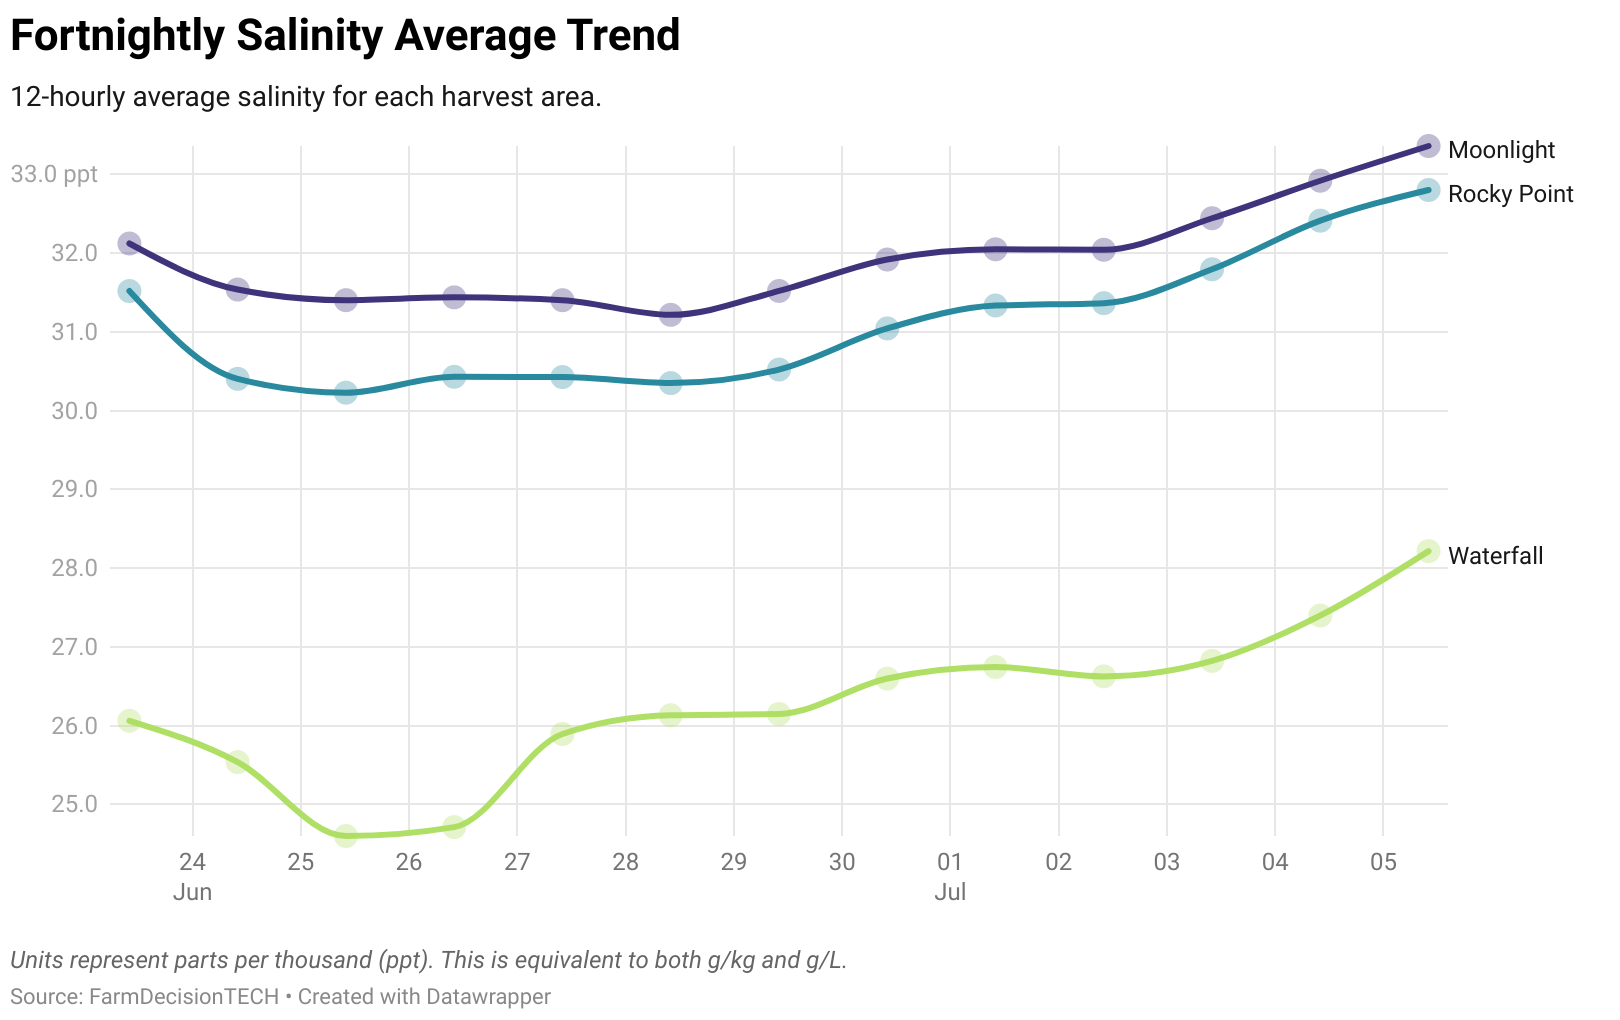 Fortnightly Salinity Average Trend
12-hourly average salinity for each harvest area.
Moonlight
33.0 ppt
Rocky Point
32.0
31.0
30.0
29.0
Waterfall
28.0
27.0
26.0
25.0
24 25 26 27 28 29 30 01 02 03 04 05
Jun Jul
Units represent parts per thousand (ppt). This is equivalent to both g/kg and g/L.
Source: FarmDecisionTECH • Created with Datawrapper